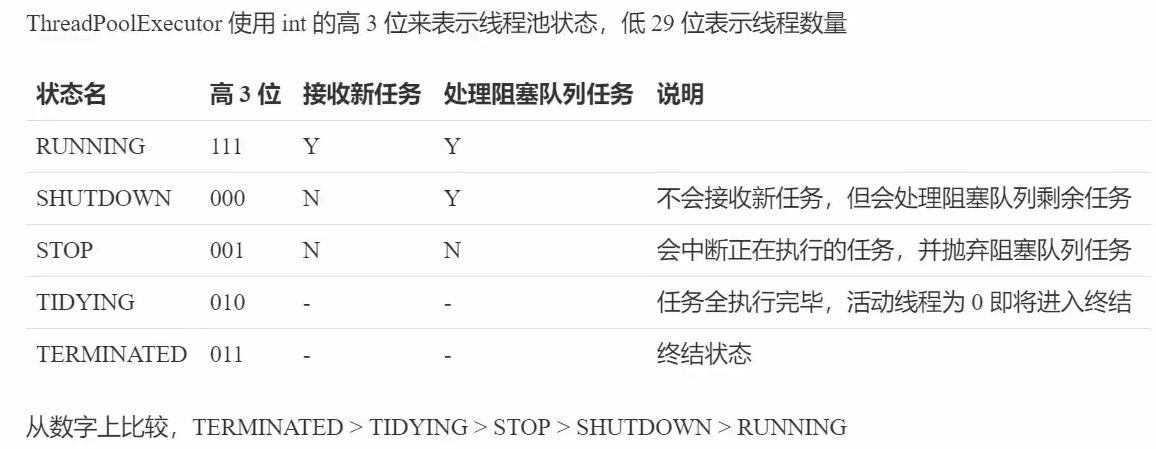 ThreadPoolExecutor 使用 int 的高 3 位来表示线程池状态，低 29 位表示线程数量
状态名 高 3 位 接收新任务 处理阻塞队列任务 说明
RUNNING 111 Y Y
SHUTDOWN 000 N Y 不会接收新任务，但会处理阻塞队列剩余任务
STOP 001 N N 会中断正在执行的任务，并抛弃阻塞队列任务
TIDYING 010 - - 任务全执行完毕，活动线程为 0 即将进入终结
TERMINATED 011 - - 终结状态
从数字上比较，TERMINATED > TIDYING > STOP > SHUTDOWN > RUNNING